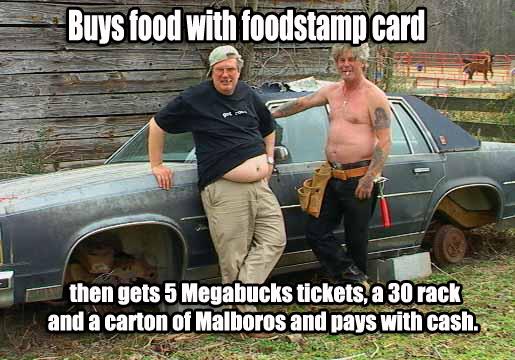 Buys food with foodstamp card
then gets 5 Megabucks tickets, a 30 rack
and a carton of Malboros and pays with cash.